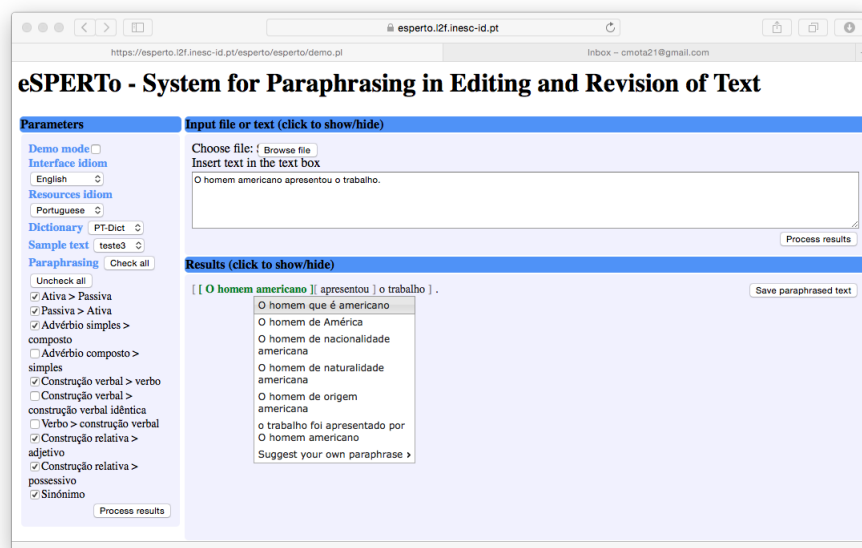 esperto.l2f.inesc-id.pt
https://esperto.l2f.inesc-id.pt/esperto/esperto/demo.pl
Inbox – cmota21@gmail.com
eSPERTo - System for Paraphrasing in Editing and Revision of Text
Parameters
Demo mode
Interface idiom
English
Resources idiom
Portuguese
Dictionary PT-Dict
Sample text teste3
Paraphrasing Check all
Uncheck all
Ativa > Passiva
Passiva > Ativa
Advérbio simples >
composto
Advérbio composto >
simples
Construção verbal > verbo
Construção verbal >
construção verbal idêntica
Verbo > construção verbal
Construção relativa >
adjetivo
Construção relativa >
possessivo
Sinónimo
Process results
Input file or text (click to show/hide)
Choose file: Browse file
Insert text in the text box
O homem americano apresentou o trabalho.
Process results
Results (click to show/hide)
[ [ O homem americano ][ apresentou ] o trabalho ] .
Save paraphrased text
O homem que é americano
O homem de América
O homem de nacionalidade
americana
O homem de naturalidade
americana
O homem de origem
americana
o trabalho foi apresentado por
O homem americano
Suggest your own paraphrase ›